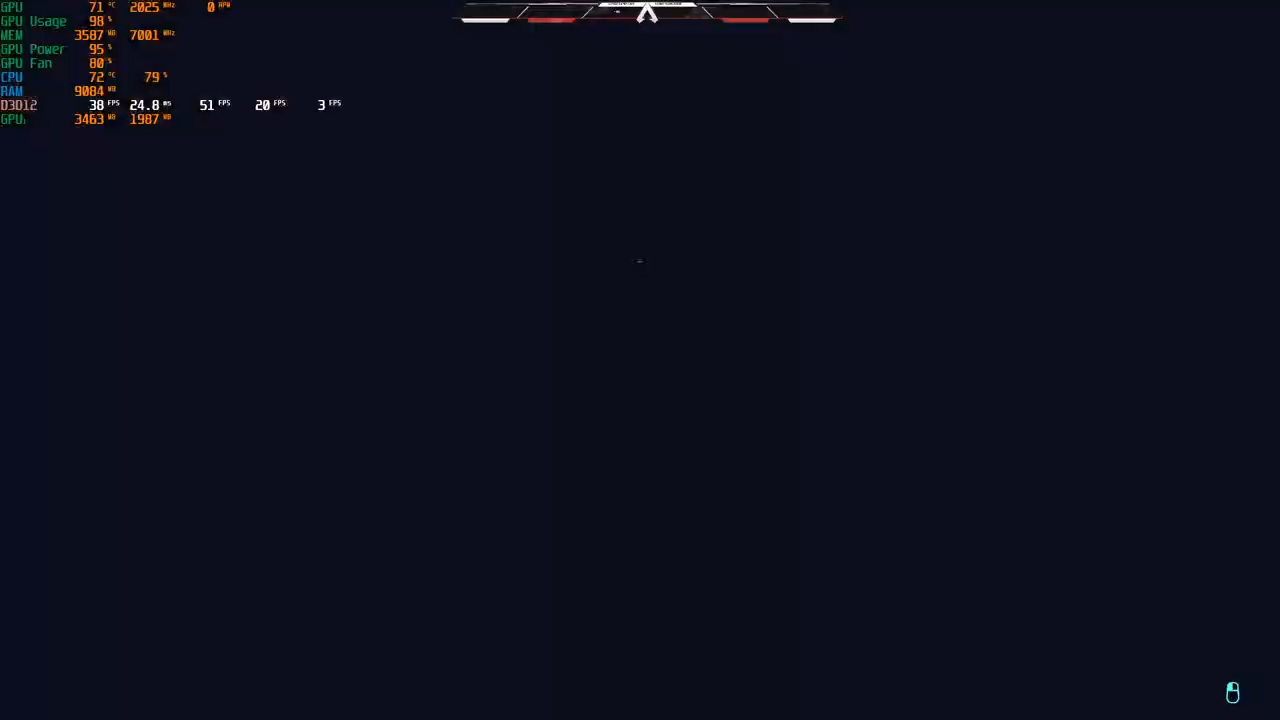 GPU 71 °C 2025 MHz 0 RPM
GPU Usage 98 %
MEM 3587 MB 7001 MHz
GPU Power 95 %
GPU Fan 80 %
CPU 72 °C 79 %
RAM 9084 MB
D3D12 38 FPS 24.8 ms 51 FPS 20 FPS 3 FPS
GPU 3463 MB 1987 MB